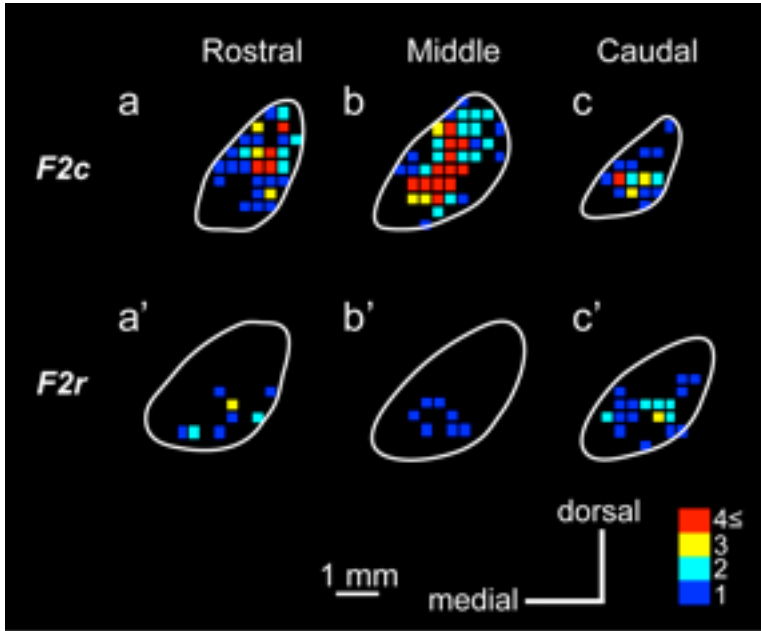 Rostral Middle Caudal
a b c
F2c
a’ b’ c’
F2r
dorsal
medial
1 mm
4≤
3
2
1